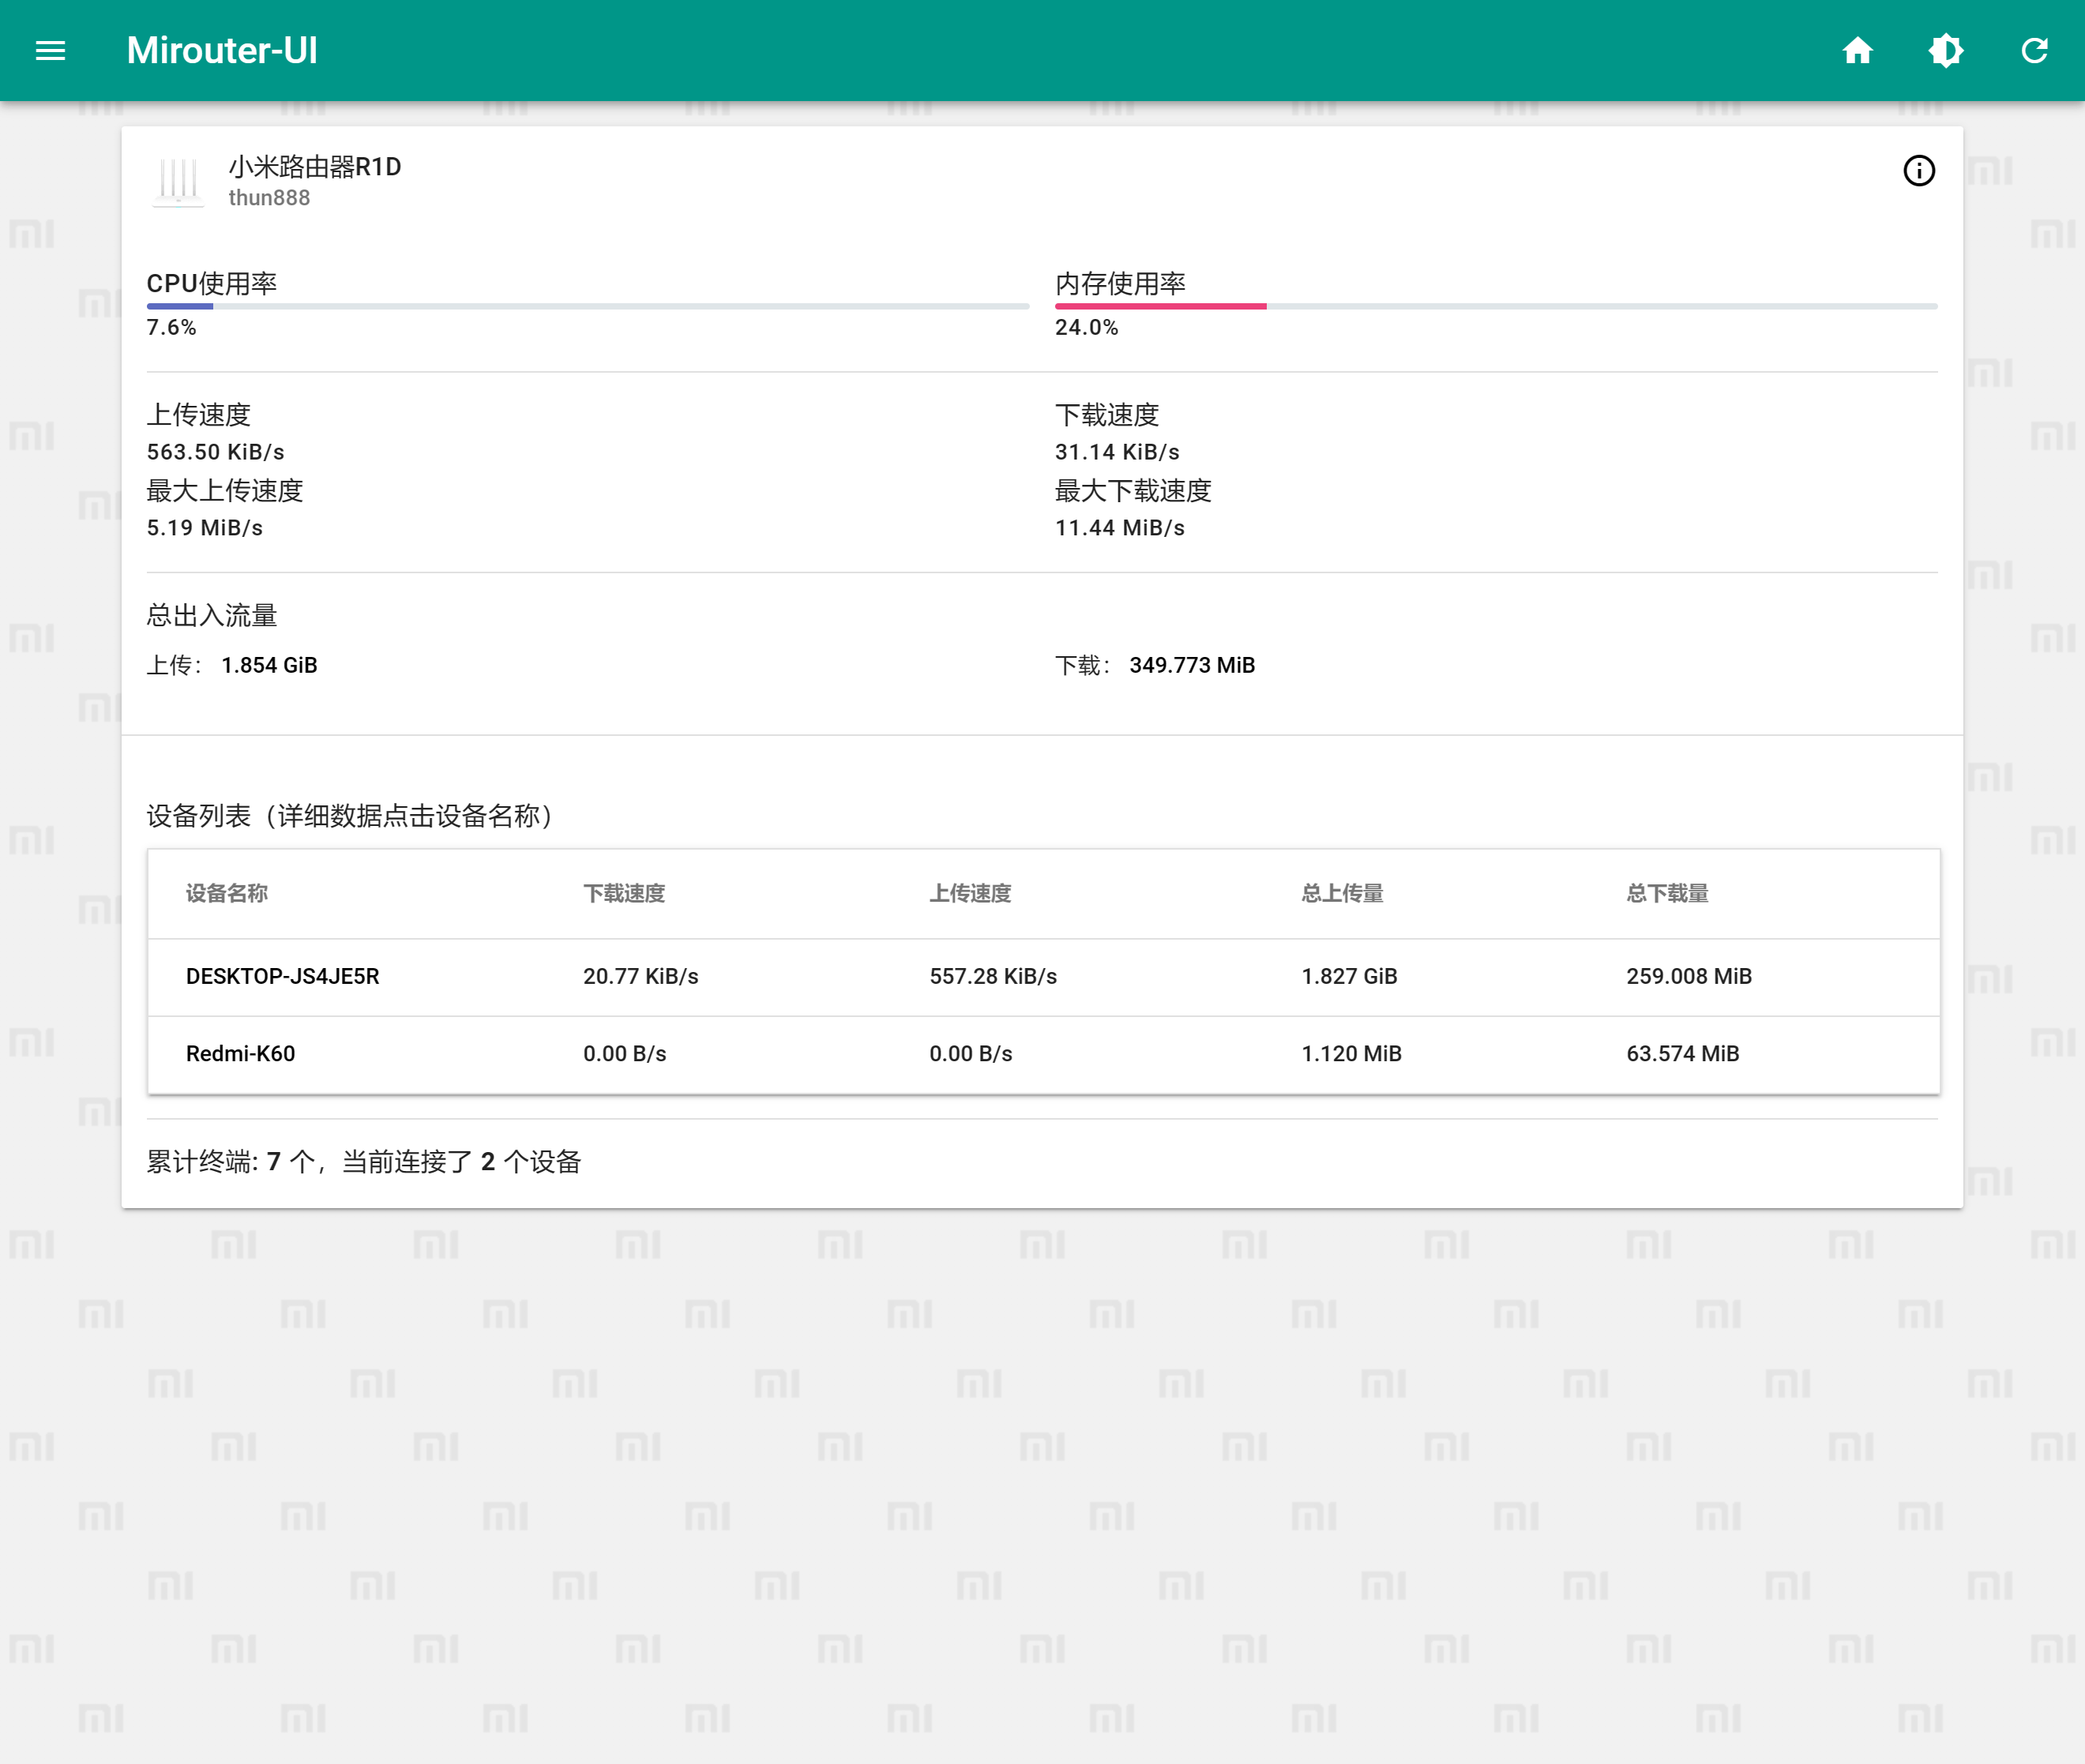 Mirouter-UI
小米路由器R1D
thun888
CPU使用率
7.6%
内存使用率
24.0%
上传速度
563.50 KiB/s
最大上传速度
5.19 MiB/s
下载速度
31.14 KiB/s
最大下载速度
11.44 MiB/s
总出入流量
上传： 1.854 GiB
下载： 349.773 MiB
设备列表（详细数据点击设备名称）
设备名称 下载速度 上传速度 总上传量 总下载量
DESKTOP-JS4JE5R 20.77 KiB/s 557.28 KiB/s 1.827 GiB 259.008 MiB
Redmi-K60 0.00 B/s 0.00 B/s 1.120 MiB 63.574 MiB
累计终端: 7 个，当前连接了 2 个设备